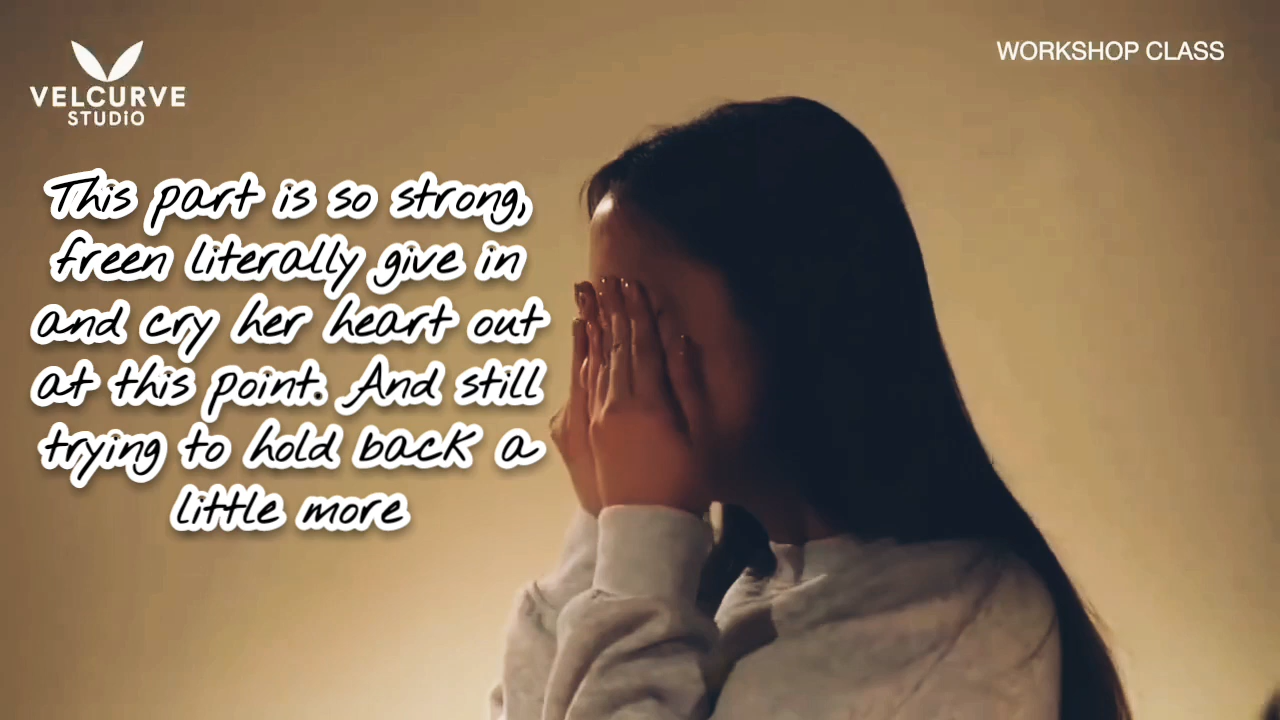 VELCURVE
STUDiO
WORKSHOP CLASS
This part is so strong,
freen literally give in
and cry her heart out
at this point. And still
trying to hold back a
little more